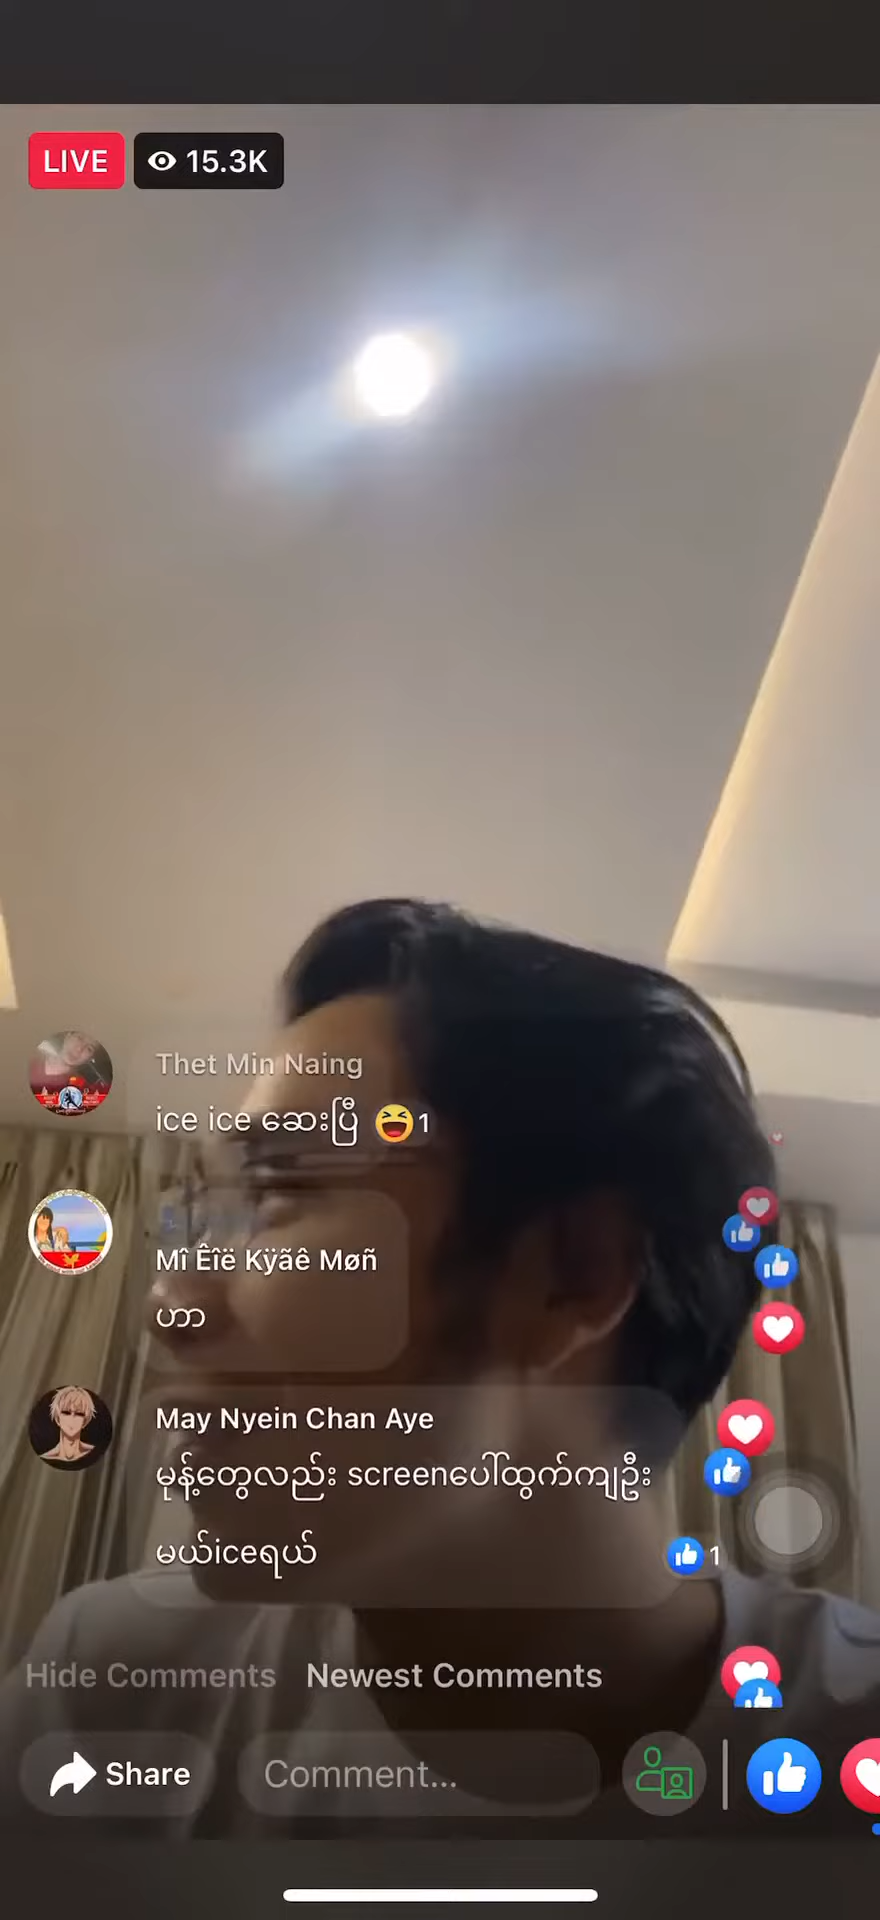 LIVE
15.3K
Thet Min Naing
ice ice ဆေးပြီ 😆1
Mî Êîë Kÿãê Møñ
ဟာ
May Nyein Chan Aye
မုန့်တွေလည်း screenပေါ်ထွက်ကျဦး
မယ်iceရယ်
1
Hide Comments Newest Comments
Share
Comment...